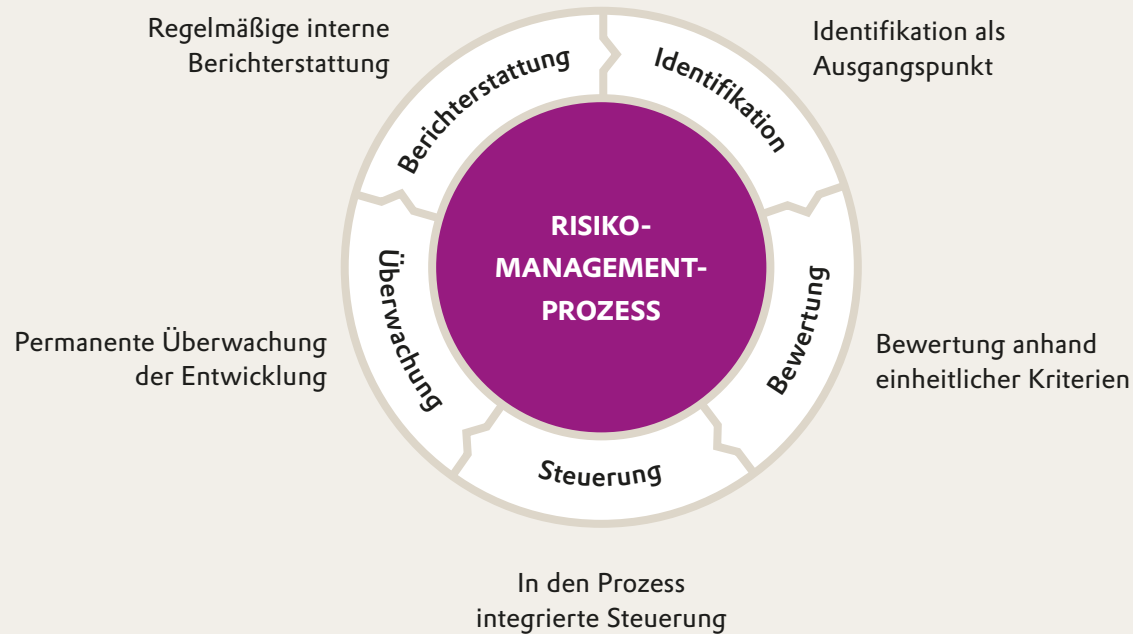 Regelmäßige interne
Berichterstattung
Identifikation als
Ausgangspunkt
Berichterstattung
Identifikation
RISIKO-
MANAGEMENT-
PROZESS
Überwachung
Bewertung
Permanente Überwachung
der Entwicklung
Bewertung anhand
einheitlicher Kriterien
Steuerung
In den Prozess
integrierte Steuerung